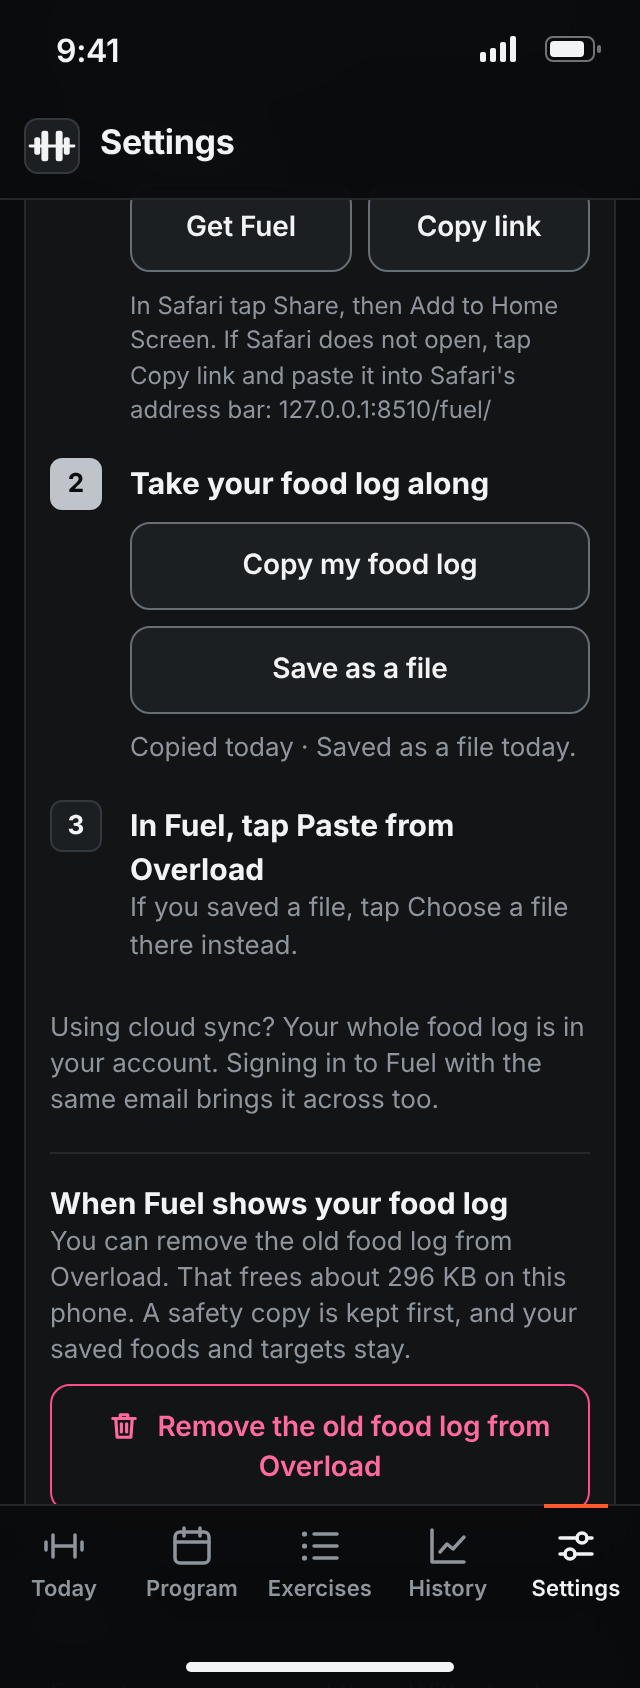 9:41
Settings
Get Fuel
Copy link
In Safari tap Share, then Add to Home
Screen. If Safari does not open, tap
Copy link and paste it into Safari's
address bar: 127.0.0.1:8510/fuel/
2
Take your food log along
Copy my food log
Save as a file
Copied today · Saved as a file today.
3
In Fuel, tap Paste from
Overload
If you saved a file, tap Choose a file
there instead.
Using cloud sync? Your whole food log is in
your account. Signing in to Fuel with the
same email brings it across too.
When Fuel shows your food log
You can remove the old food log from
Overload. That frees about 296 KB on this
phone. A safety copy is kept first, and your
saved foods and targets stay.
Remove the old food log from
Overload
Today
Program
Exercises
History
Settings